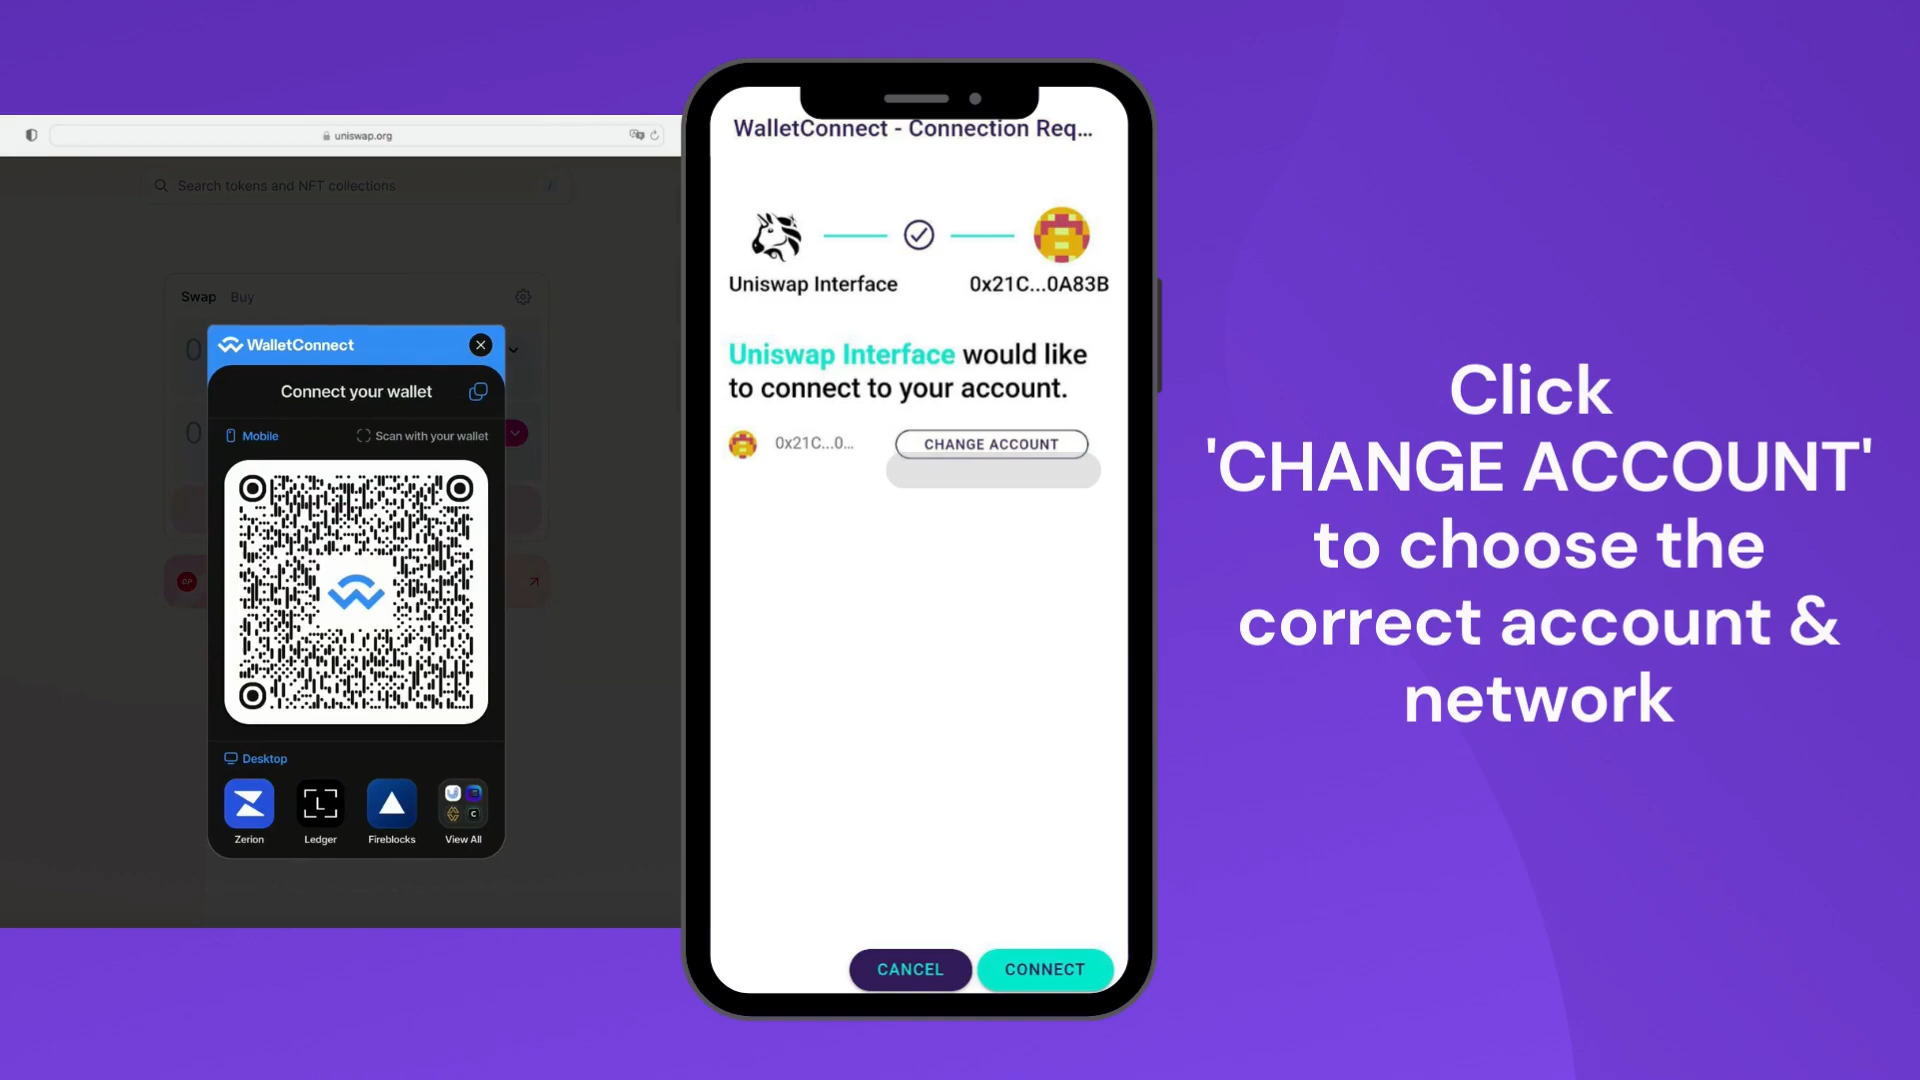 uniswap.org
Search tokens and NFT collections
/
Swap Buy
0
0
WalletConnect
Connect your wallet
Mobile
Scan with your wallet
Desktop
Zerion
Ledger
Fireblocks
View All
WalletConnect - Connection Req...
Uniswap Interface
0x21C...0A83B
Uniswap Interface would like
to connect to your account.
0x21C...0...
CHANGE ACCOUNT
CANCEL
CONNECT
Click
'CHANGE ACCOUNT'
to choose the
correct account &
network